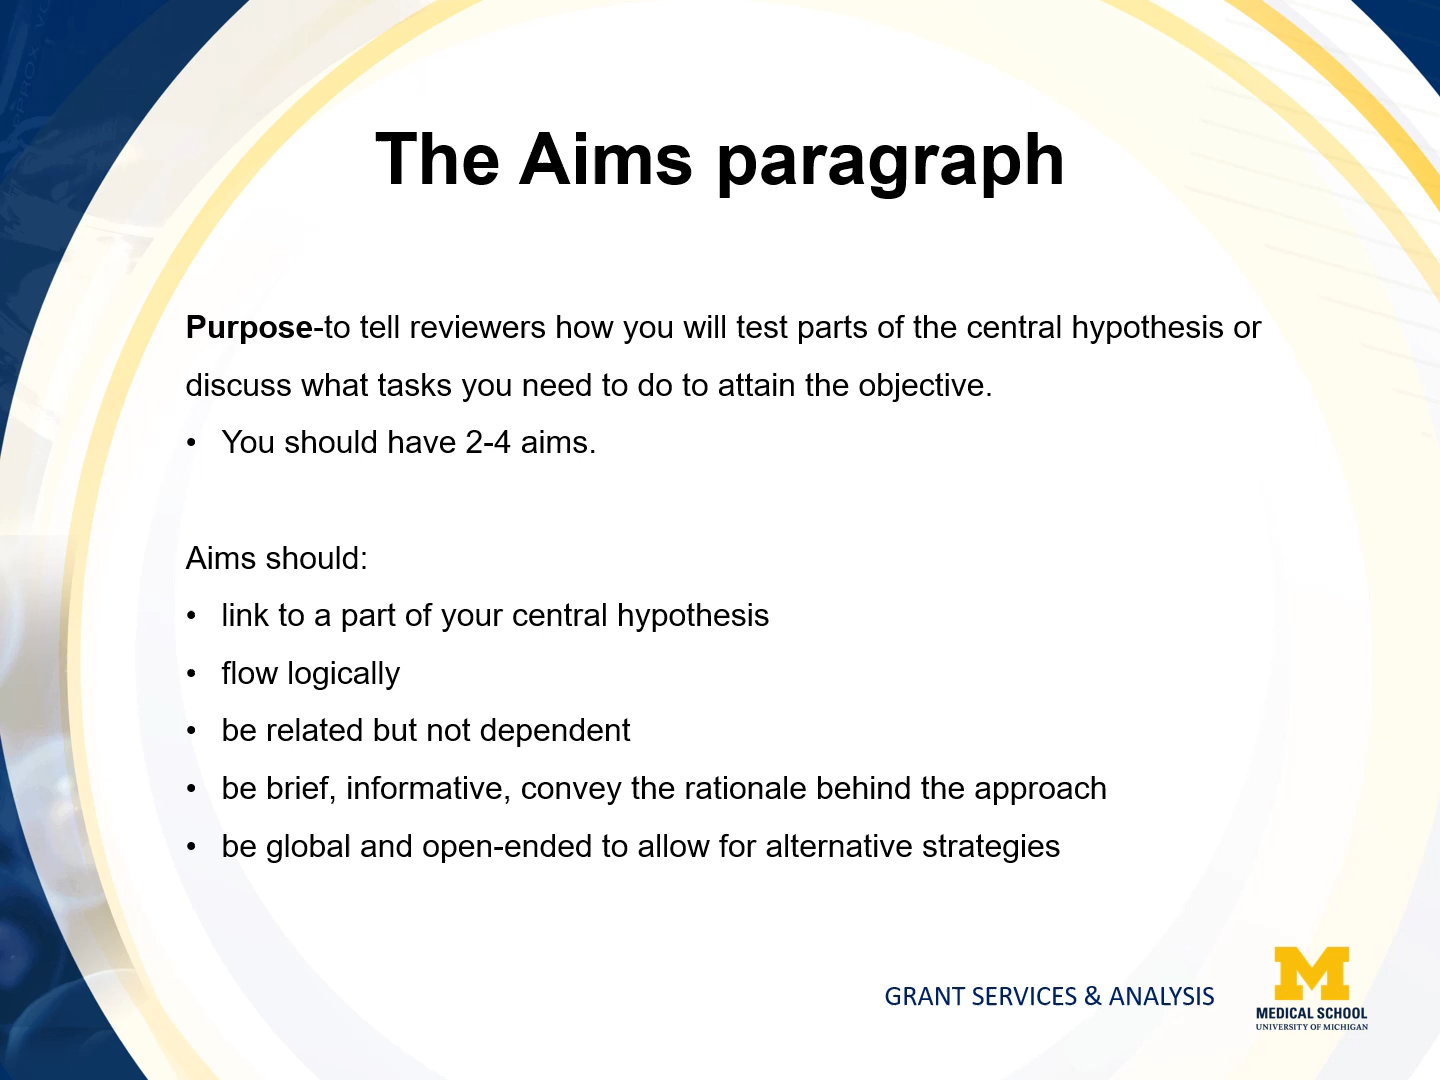 The Aims paragraph
Purpose-to tell reviewers how you will test parts of the central hypothesis or
discuss what tasks you need to do to attain the objective.
• You should have 2-4 aims.
Aims should:
• link to a part of your central hypothesis
• flow logically
• be related but not dependent
• be brief, informative, convey the rationale behind the approach
• be global and open-ended to allow for alternative strategies
GRANT SERVICES & ANALYSIS
M
MEDICAL SCHOOL
UNIVERSITY OF MICHIGAN